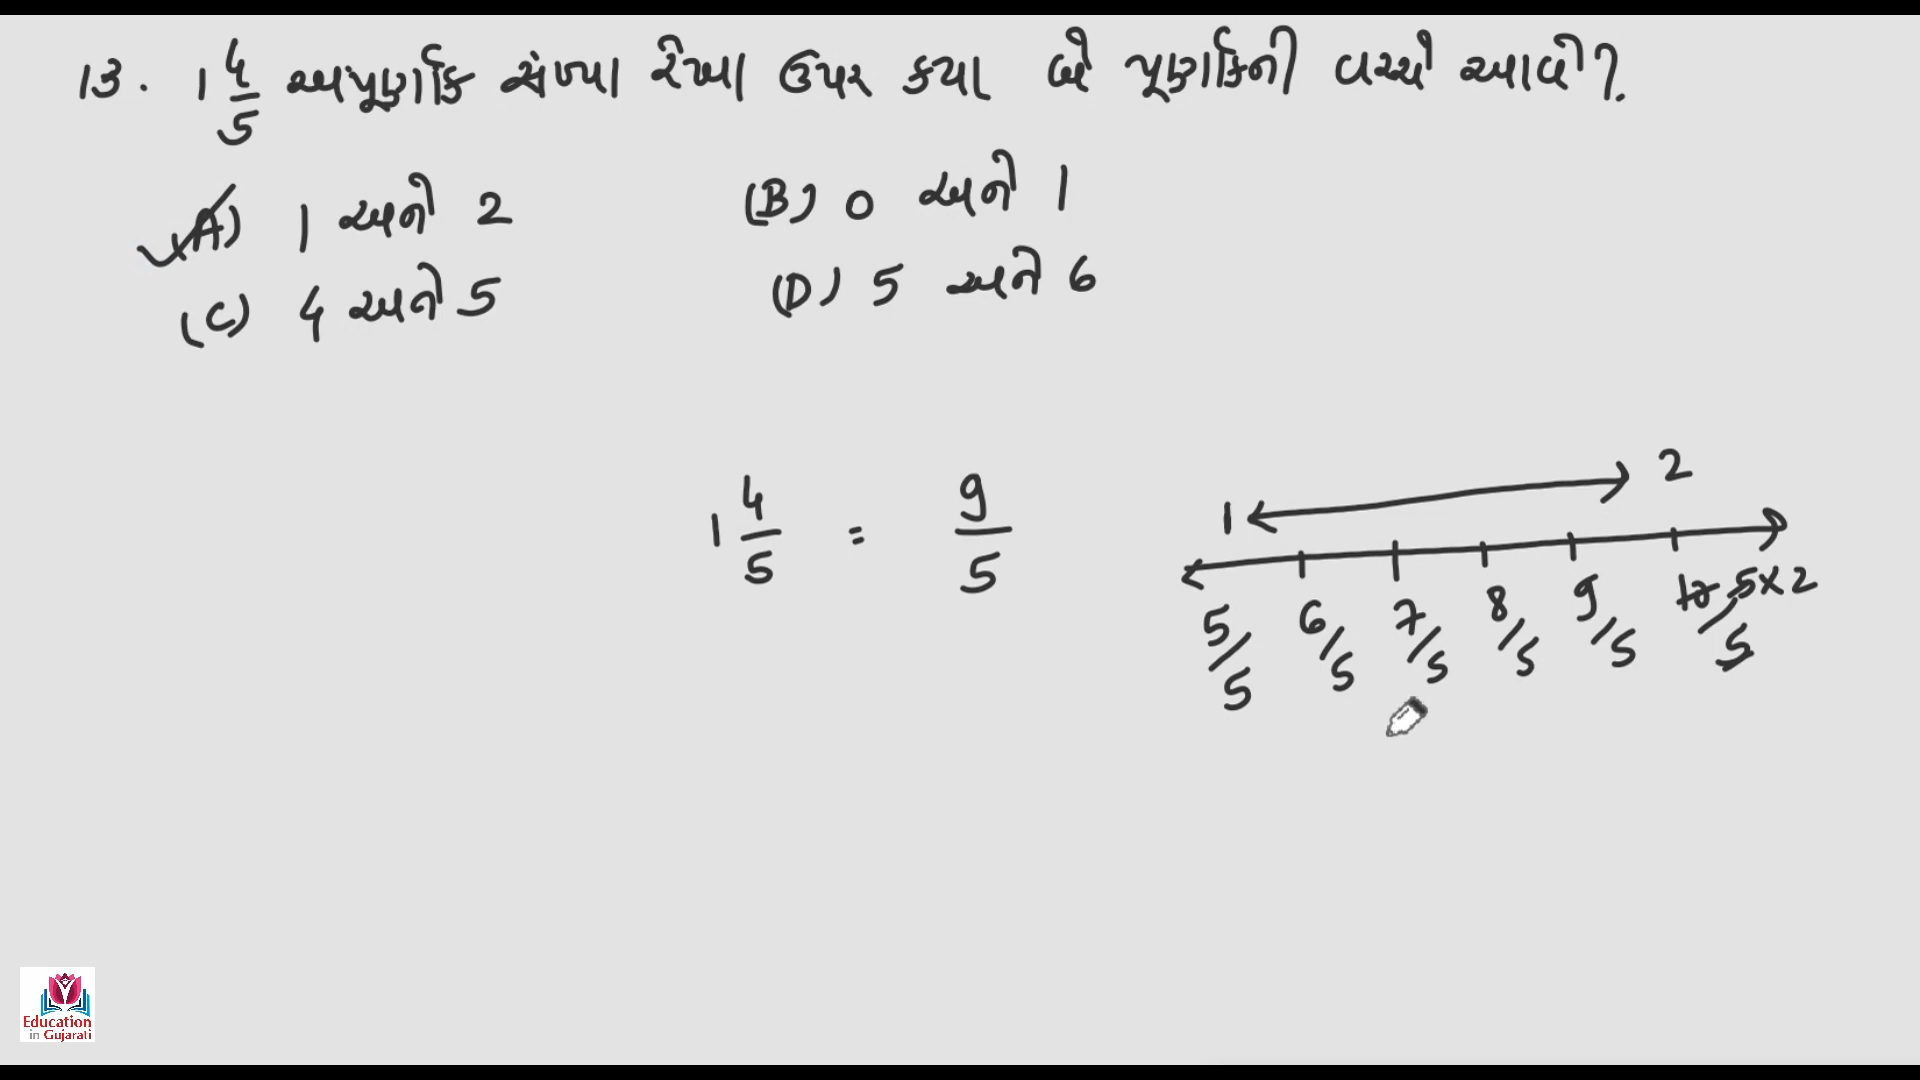 13. 1 4/5 અપૂર્ણાંક સંખ્યા રેખા ઉપર કયા બે પૂર્ણાંકની વચ્ચે આવે?
(A) 1 અને 2 (B) 0 અને 1
(C) 4 અને 5 (D) 5 અને 6
1 4/5 = 9/5
1 2
5/5 6/5 7/5 8/5 9/5 10/5 5×2
Education
in Gujarati